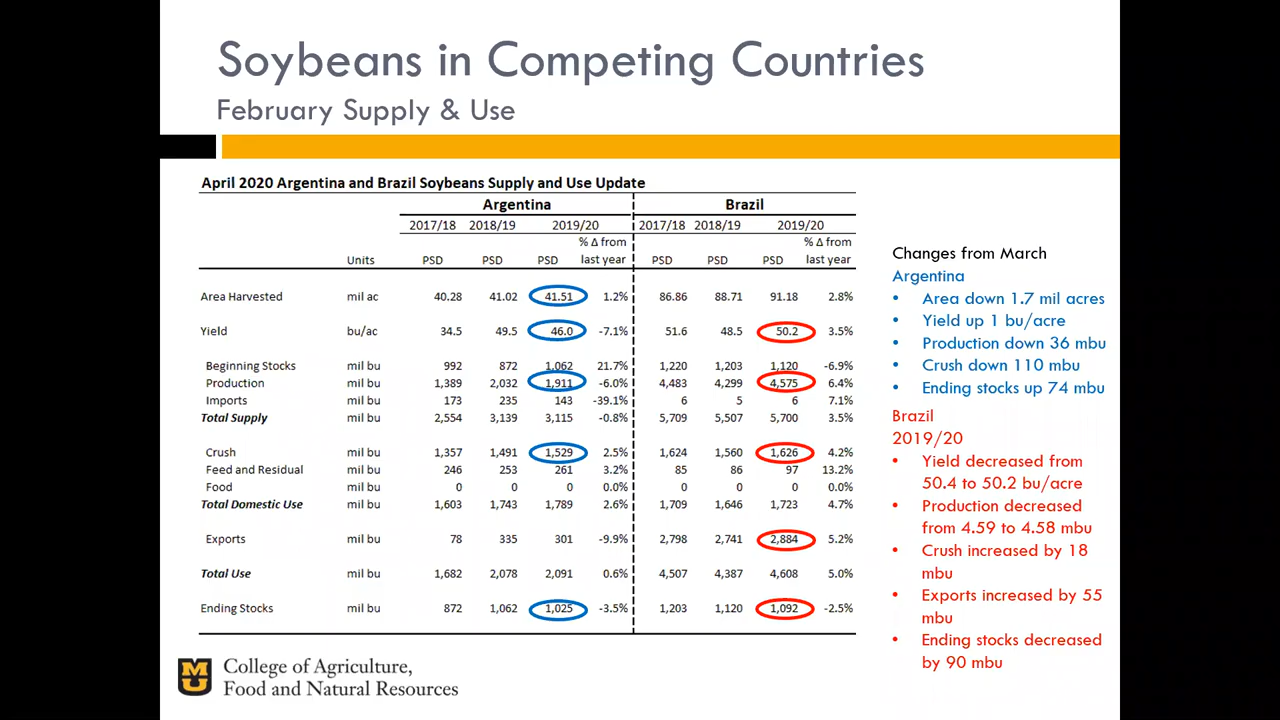 Soybeans in Competing Countries
February Supply & Use
April 2020 Argentina and Brazil Soybeans Supply and Use Update
Argentina Brazil
2017/18 2018/19 2019/20 2017/18 2018/19 2019/20
% Δ from % Δ from
Units PSD PSD PSD last year PSD PSD PSD last year
Area Harvested mil ac 40.28 41.02 41.51 1.2% 86.86 88.71 91.18 2.8%
Yield bu/ac 34.5 49.5 46.0 -7.1% 51.6 48.5 50.2 3.5%
Beginning Stocks mil bu 992 872 1,062 21.7% 1,220 1,203 1,120 -6.9%
Production mil bu 1,389 2,032 1,911 -6.0% 4,483 4,299 4,575 6.4%
Imports mil bu 173 235 143 -39.1% 6 5 6 7.1%
Total Supply mil bu 2,554 3,139 3,115 -0.8% 5,709 5,507 5,700 3.5%
Crush mil bu 1,357 1,491 1,529 2.5% 1,624 1,560 1,626 4.2%
Feed and Residual mil bu 246 253 261 3.2% 85 86 97 13.2%
Food mil bu 0 0 0 0.0% 0 0 0 0.0%
Total Domestic Use mil bu 1,603 1,743 1,789 2.6% 1,709 1,646 1,723 4.7%
Exports mil bu 78 335 301 -9.9% 2,798 2,741 2,884 5.2%
Total Use mil bu 1,682 2,078 2,091 0.6% 4,507 4,387 4,608 5.0%
Ending Stocks mil bu 872 1,062 1,025 -3.5% 1,203 1,120 1,092 -2.5%
Changes from March
Argentina
• Area down 1.7 mil acres
• Yield up 1 bu/acre
• Production down 36 mbu
• Crush down 110 mbu
• Ending stocks up 74 mbu
Brazil
2019/20
• Yield decreased from
50.4 to 50.2 bu/acre
• Production decreased
from 4.59 to 4.58 mbu
• Crush increased by 18
mbu
• Exports increased by 55
mbu
• Ending stocks decreased
by 90 mbu
MU
College of Agriculture,
Food and Natural Resources